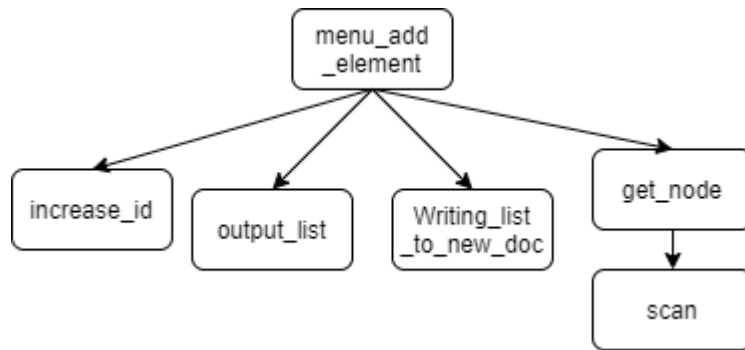 menu_add
_element
increase_id
output_list
Writing_list
_to_new_doc
get_node
scan